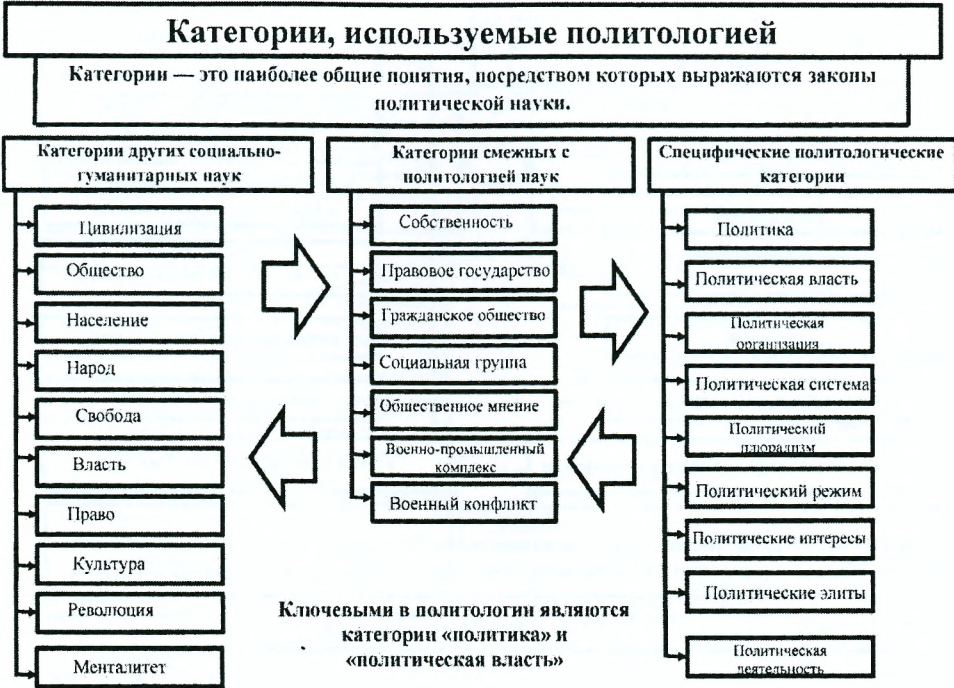 Категории, используемые политологией
Категории — это наиболее общие понятия, посредством которых выражаются законы
политической науки.
Категории других социально-
гуманитарных наук
Цивилизация
Общество
Население
Народ
Свобода
Власть
Право
Культура
Революция
Менталитет
Категории смежных с
политологией наук
Собственность
Правовое государство
Гражданское общество
Социальная группа
Общественное мнение
Военно-промышленный
комплекс
Военный конфликт
Специфические политологические
категории
Политика
Политическая власть
Политическая
организация
Политическая система
Политический
плюрализм
Политический режим
Политические интересы
Политические элиты
Политическая
деятельность
Ключевыми в политологии являются
категории «политика» и
«политическая власть»